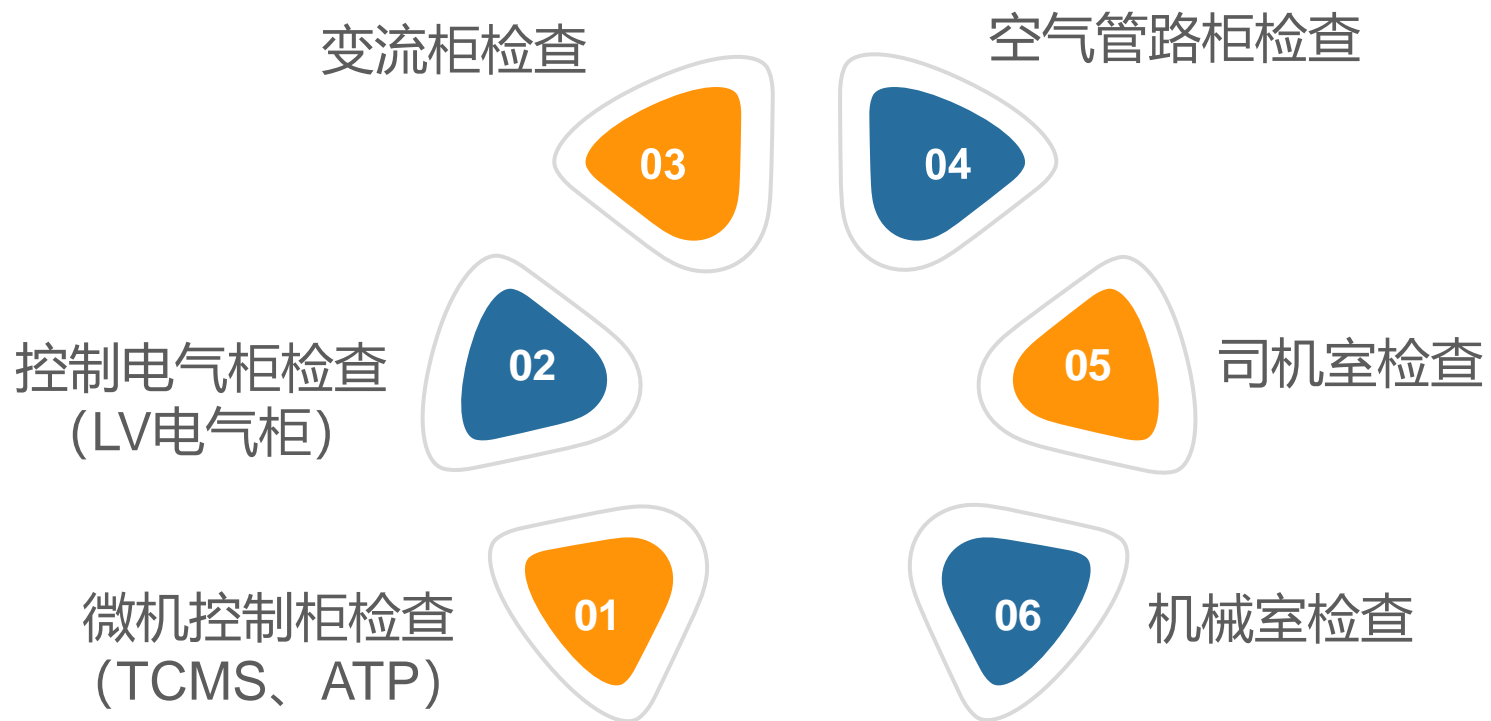 变流柜检查
03
空气管路柜检查
04
控制电气柜检查
(LV电气柜)
02
05
司机室检查
微机控制柜检查
(TCMS、ATP)
01
06
机械室检查